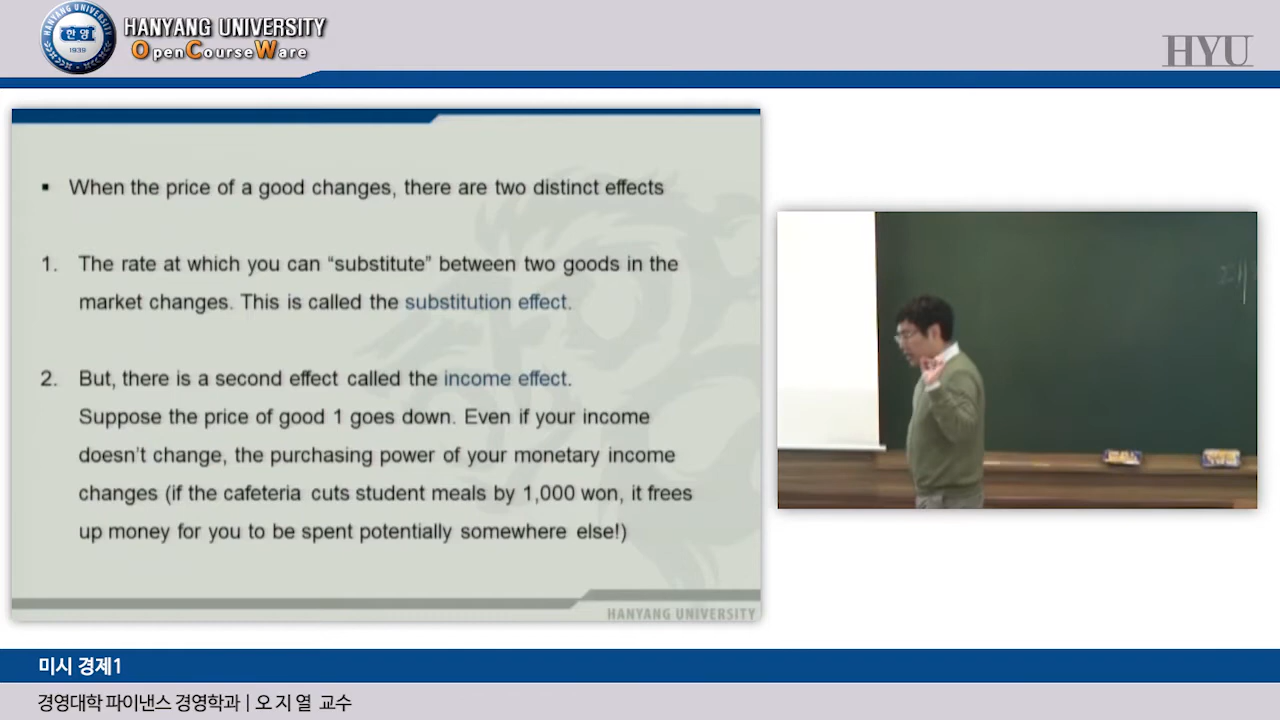 HANYANG UNIVERSITY
OpenCourseWare
한양
1939
HYU
▪ When the price of a good changes, there are two distinct effects
1. The rate at which you can “substitute” between two goods in the
market changes. This is called the substitution effect.
2. But, there is a second effect called the income effect.
Suppose the price of good 1 goes down. Even if your income
doesn’t change, the purchasing power of your monetary income
changes (if the cafeteria cuts student meals by 1,000 won, it frees
up money for you to be spent potentially somewhere else!)
HANYANG UNIVERSITY
미시 경제1
경영대학 파이낸스 경영학과 | 오 지 열 교수